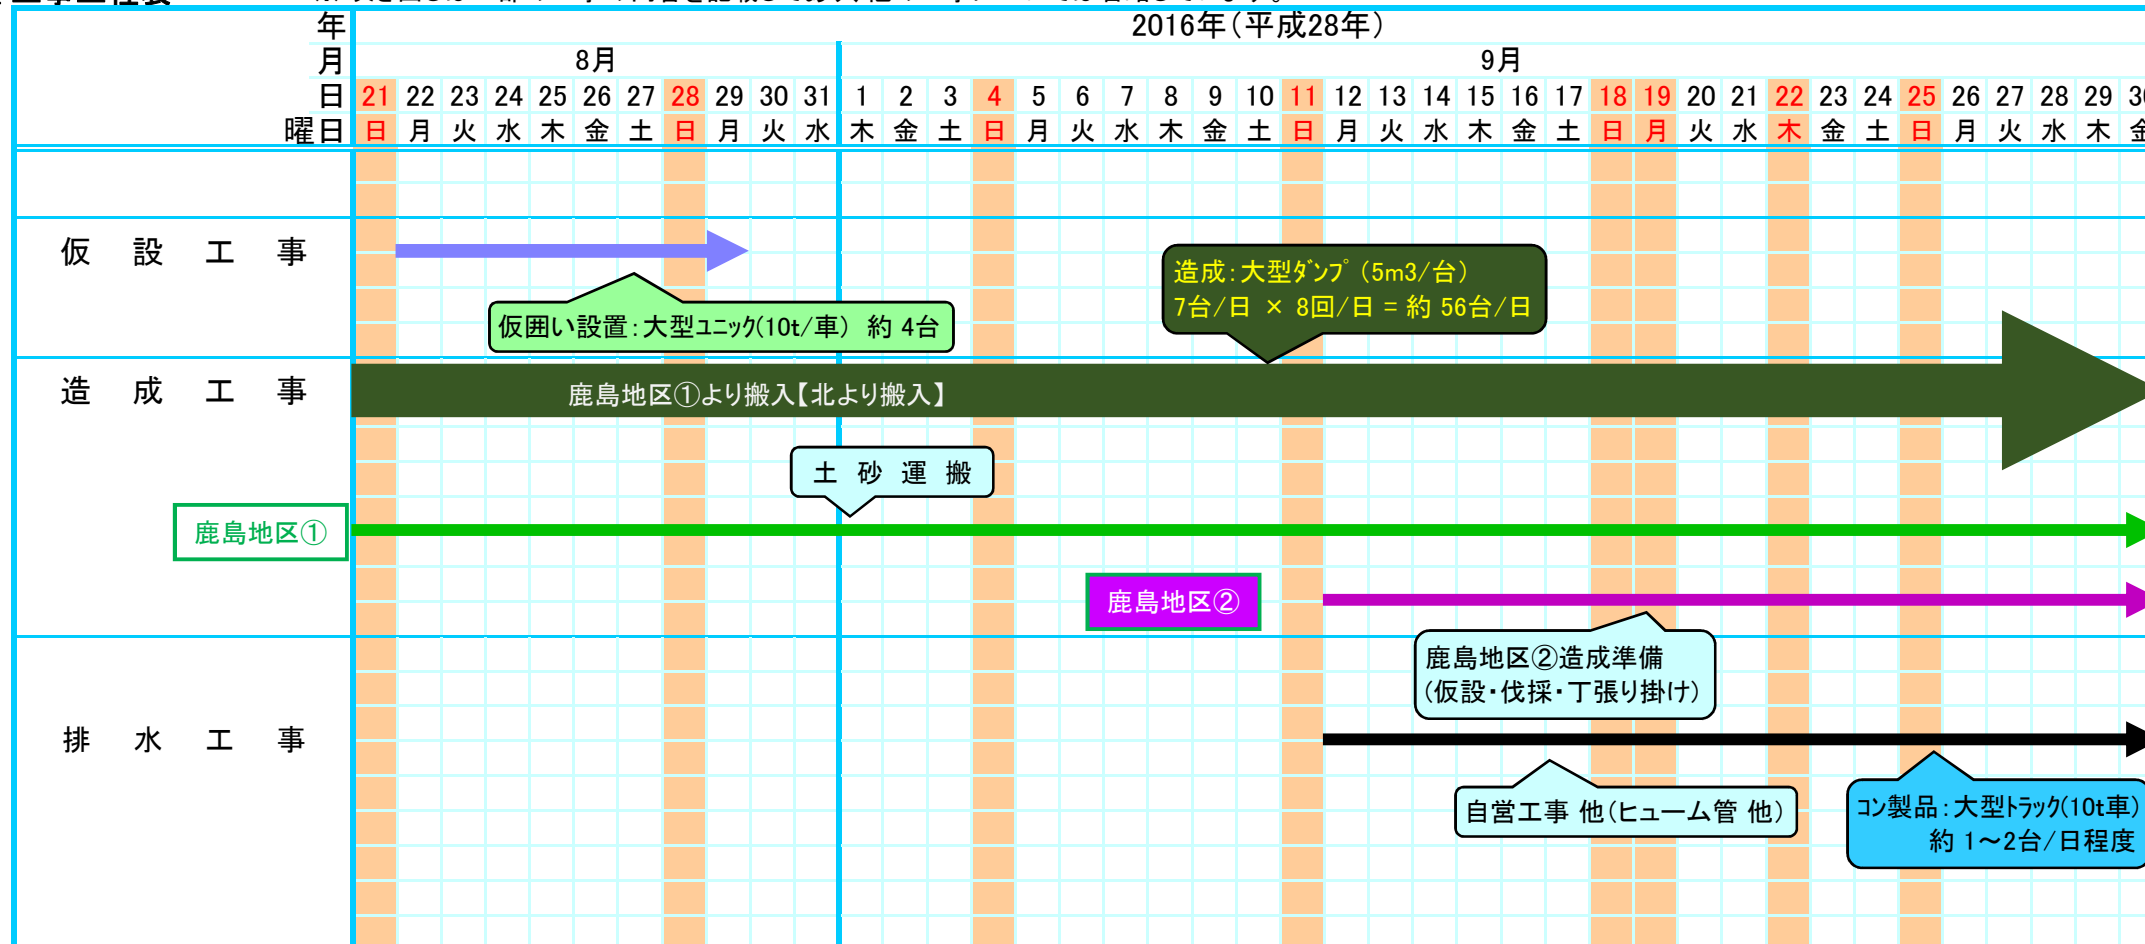 年 2016年(平成28年)
月 8月 9月
日 21 22 23 24 25 26 27 28 29 30 31 1 2 3 4 5 6 7 8 9 10 11 12 13 14 15 16 17 18 19 20 21 22 23 24 25 26 27 28 29
曜日 日 月 火 水 木 金 土 日 月 火 水 木 金 土 日 月 火 水 木 金 土 日 月 火 水 木 金 土 日 月 火 水 木 金 土 日 月 火 水 木 金
仮 設 工 事
造成:大型ﾀﾞﾝﾌﾟ(5m3/台)
7台/日 × 8回/日 = 約 56台/日
仮囲い設置:大型ﾕﾆｯｸ(10t/車) 約 4台
造 成 工 事
鹿島地区①より搬入【北より搬入】
土 砂 運 搬
鹿島地区①
鹿島地区②
鹿島地区②造成準備
(仮設・伐採・丁張り掛け)
排 水 工 事
自営工事 他(ヒューム管 他)
ｺﾝ製品:大型ﾄﾗｯｸ(10t車)
約 1～2台/日程度